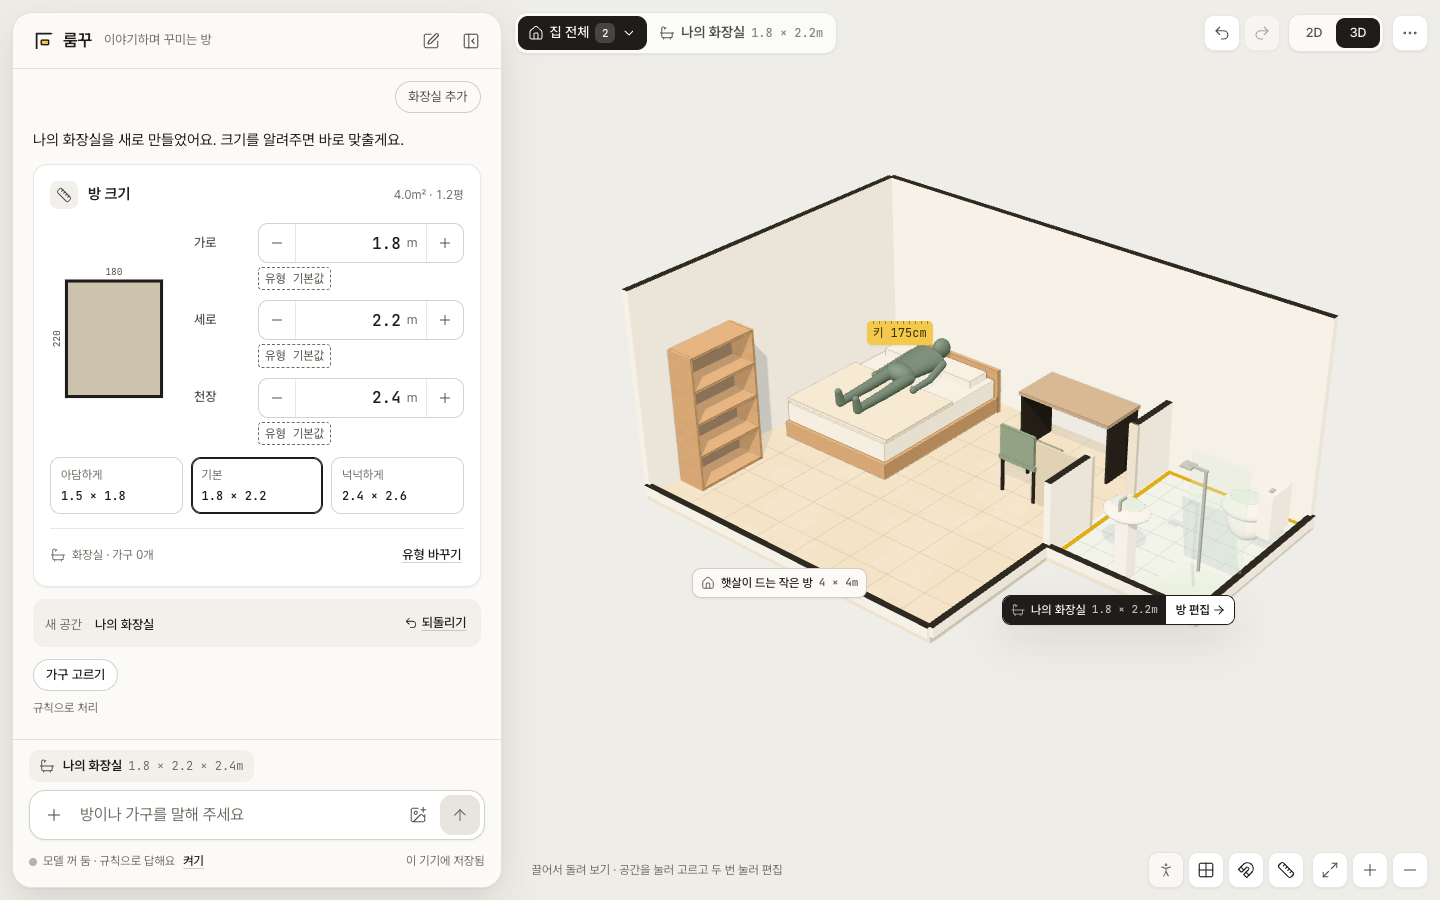 룸꾸 이야기하며 꾸미는 방
화장실 추가
나의 화장실을 새로 만들었어요. 크기를 알려주면 바로 맞출게요.
방 크기
4.0m² · 1.2평
180
220
가로
1.8 m
유형 기본값
세로
2.2 m
유형 기본값
천장
2.4 m
유형 기본값
아담하게
1.5 × 1.8
기본
1.8 × 2.2
넉넉하게
2.4 × 2.6
화장실 · 가구 0개
유형 바꾸기
새 공간 나의 화장실
되돌리기
가구 고르기
규칙으로 처리
나의 화장실 1.8 × 2.2 × 2.4m
방이나 가구를 말해 주세요
모델 꺼 둠 · 규칙으로 답해요 켜기
이 기기에 저장됨
집 전체 2
나의 화장실 1.8 × 2.2m
2D
3D
키 175cm
햇살이 드는 작은 방 4 × 4m
나의 화장실 1.8 × 2.2m
방 편집
끌어서 돌려 보기 · 공간을 눌러 고르고 두 번 눌러 편집